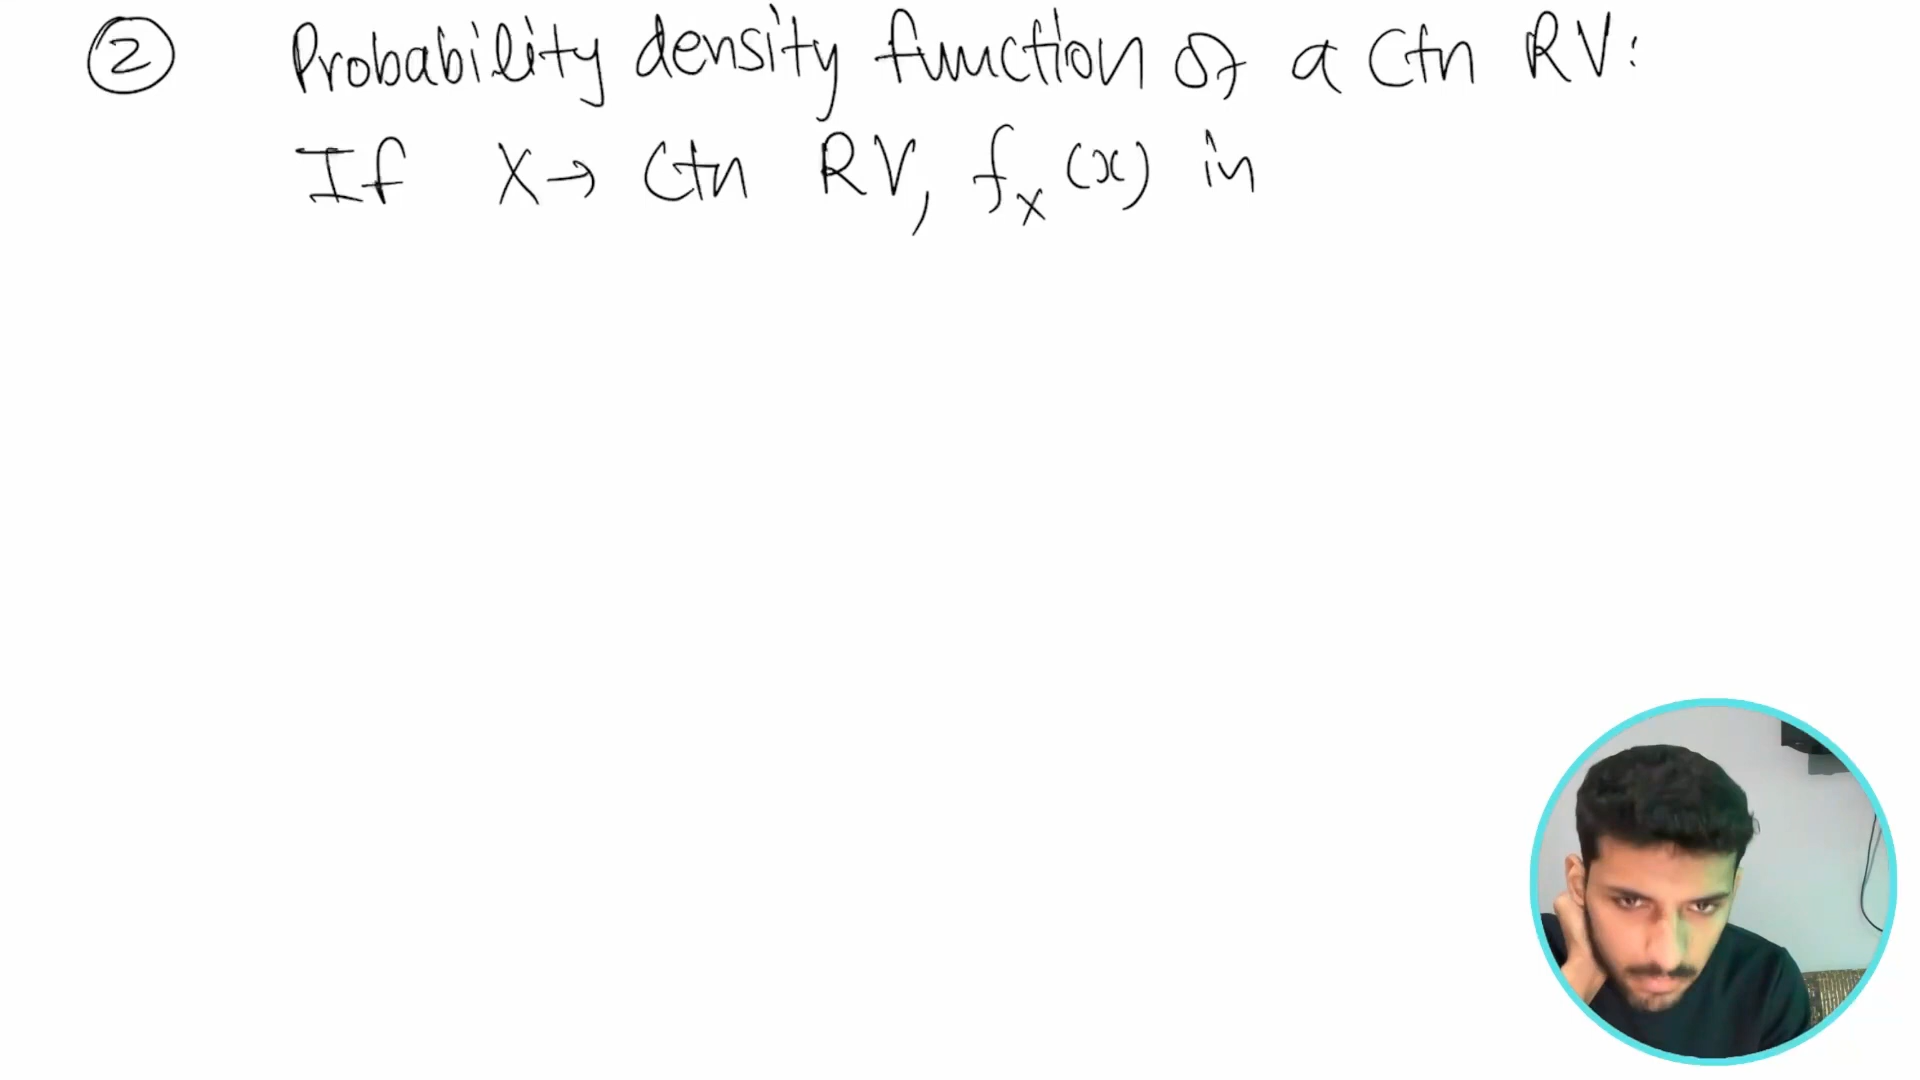 ② Probability density function of a Ctn RV:
If X → Ctn RV, fₓ(x) in